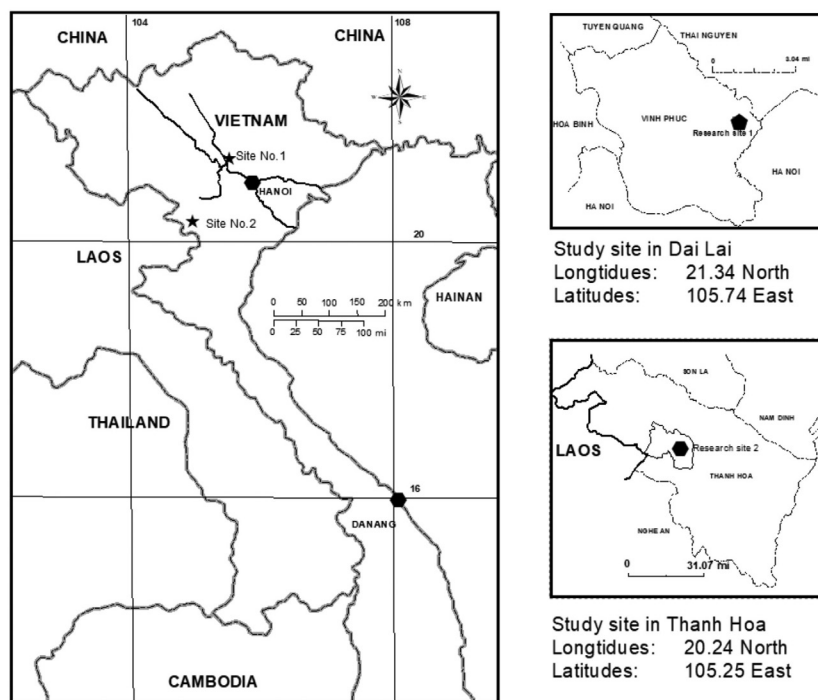 104
108
CHINA
CHINA
N
W
E
S
VIETNAM
Site No.1
HANOI
Site No.2
20
LAOS
HAINAN
0 50 100 150 200 km
0 25 50 75 100 mi
THAILAND
16
DANANG
CAMBODIA
TUYEN QUANG
THAI NGUYEN
0 3.04 mi
HOA BINH
VINH PHUC
Research site 1
HA NOI
HA NOI
Study site in Dai Lai
Longtidues: 21.34 North
Latitudes: 105.74 East
SON LA
NAM DINH
LAOS
Research site 2
THANH HOA
NGHE AN
0 31.07 mi
Study site in Thanh Hoa
Longtidues: 20.24 North
Latitudes: 105.25 East